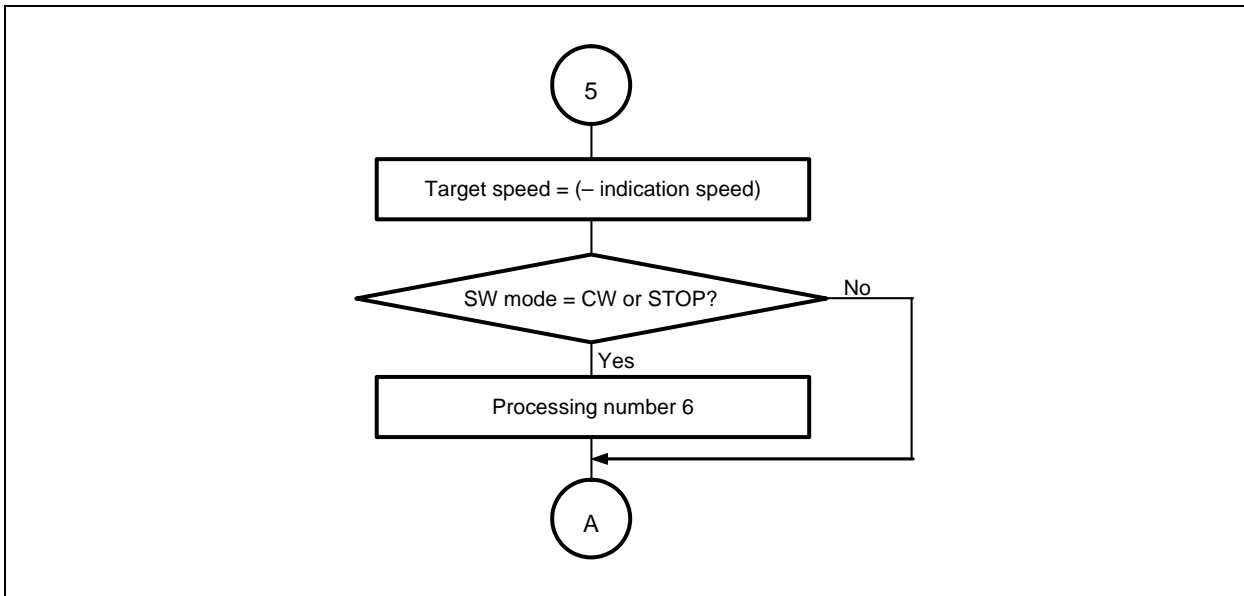 5
Target speed = (– indication speed)
SW mode = CW or STOP?
No
Yes
Processing number 6
A